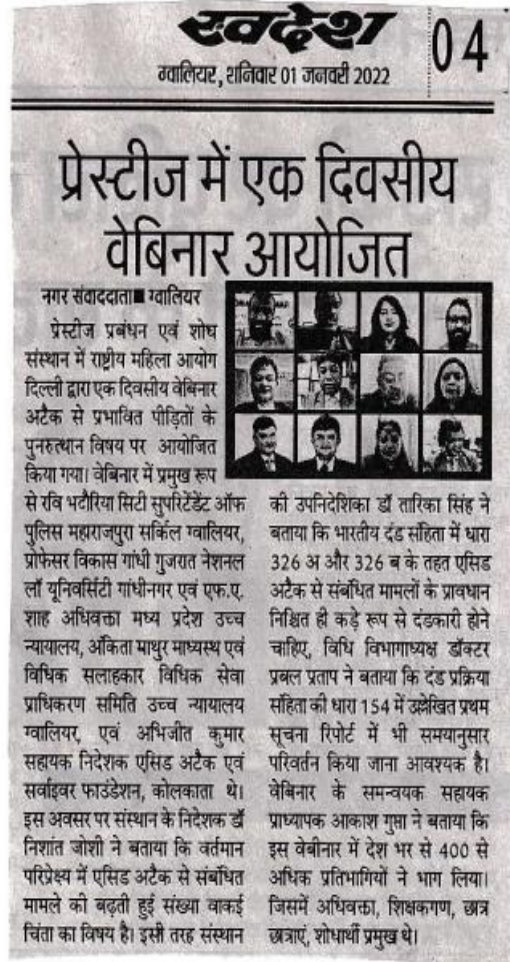 स्वदेश
04
ग्वालियर, शनिवार 01 जनवरी 2022
प्रेस्टीज में एक दिवसीय
वेबिनार आयोजित
नगर संवाददाता■ ग्वालियर
प्रेस्टीज प्रबंधन एवं शोध
संस्थान में राष्ट्रीय महिला आयोग
दिल्ली द्वारा एक दिवसीय वेबिनार
अटैक से प्रभावित पीड़ितों के
पुनरुत्थान विषय पर आयोजित
किया गया। वेबिनार में प्रमुख रूप
से रवि भदौरिया सिटी सुपरिटेंडेंट ऑफ
पुलिस महाराजपुरा सर्किल ग्वालियर,
प्रोफेसर विकास गांधी गुजरात नेशनल
लॉ यूनिवर्सिटी गांधीनगर एवं एफ.ए.
शाह अधिवक्ता मध्य प्रदेश उच्च
न्यायालय, अंकिता माथुर माध्यस्थ एवं
विधिक सलाहकार विधिक सेवा
प्राधिकरण समिति उच्च न्यायालय
ग्वालियर, एवं अभिजीत कुमार
सहायक निदेशक एसिड अटैक एवं
सर्वाइवर फाउंडेशन, कोलकाता थे।
इस अवसर पर संस्थान के निदेशक डॉ
निशांत जोशी ने बताया कि वर्तमान
परिप्रेक्ष्य में एसिड अटैक से संबंधित
मामले की बढ़ती हुई संख्या वाकई
चिंता का विषय है। इसी तरह संस्थान
की उपनिदेशिका डॉ तारिका सिंह ने
बताया कि भारतीय दंड संहिता में धारा
326 अ और 326 ब के तहत एसिड
अटैक से संबंधित मामलों के प्रावधान
निश्चित ही कड़े रूप से दंडकारी होने
चाहिए, विधि विभागाध्यक्ष डॉक्टर
प्रबल प्रताप ने बताया कि दंड प्रक्रिया
संहिता की धारा 154 में उल्लेखित प्रथम
सूचना रिपोर्ट में भी समयानुसार
परिवर्तन किया जाना आवश्यक है।
वेबिनार के समन्वयक सहायक
प्राध्यापक आकाश गुप्ता ने बताया कि
इस वेबीनार में देश भर से 400 से
अधिक प्रतिभागियों ने भाग लिया।
जिसमें अधिवक्ता, शिक्षकगण, छात्र
छात्राएं, शोधार्थी प्रमुख थे।